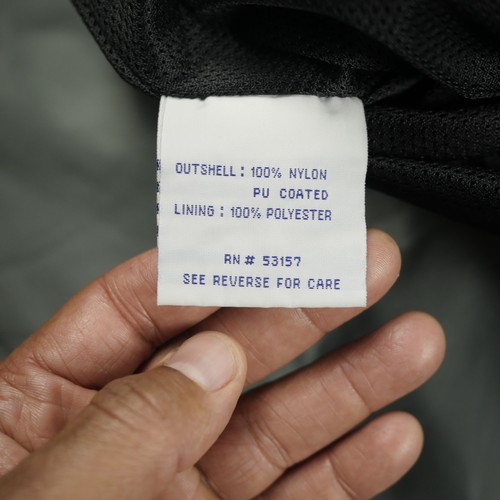 OUTSHELL : 100% NYLON
PU COATED
LINING : 100% POLYESTER
RN # 53157
SEE REVERSE FOR CARE